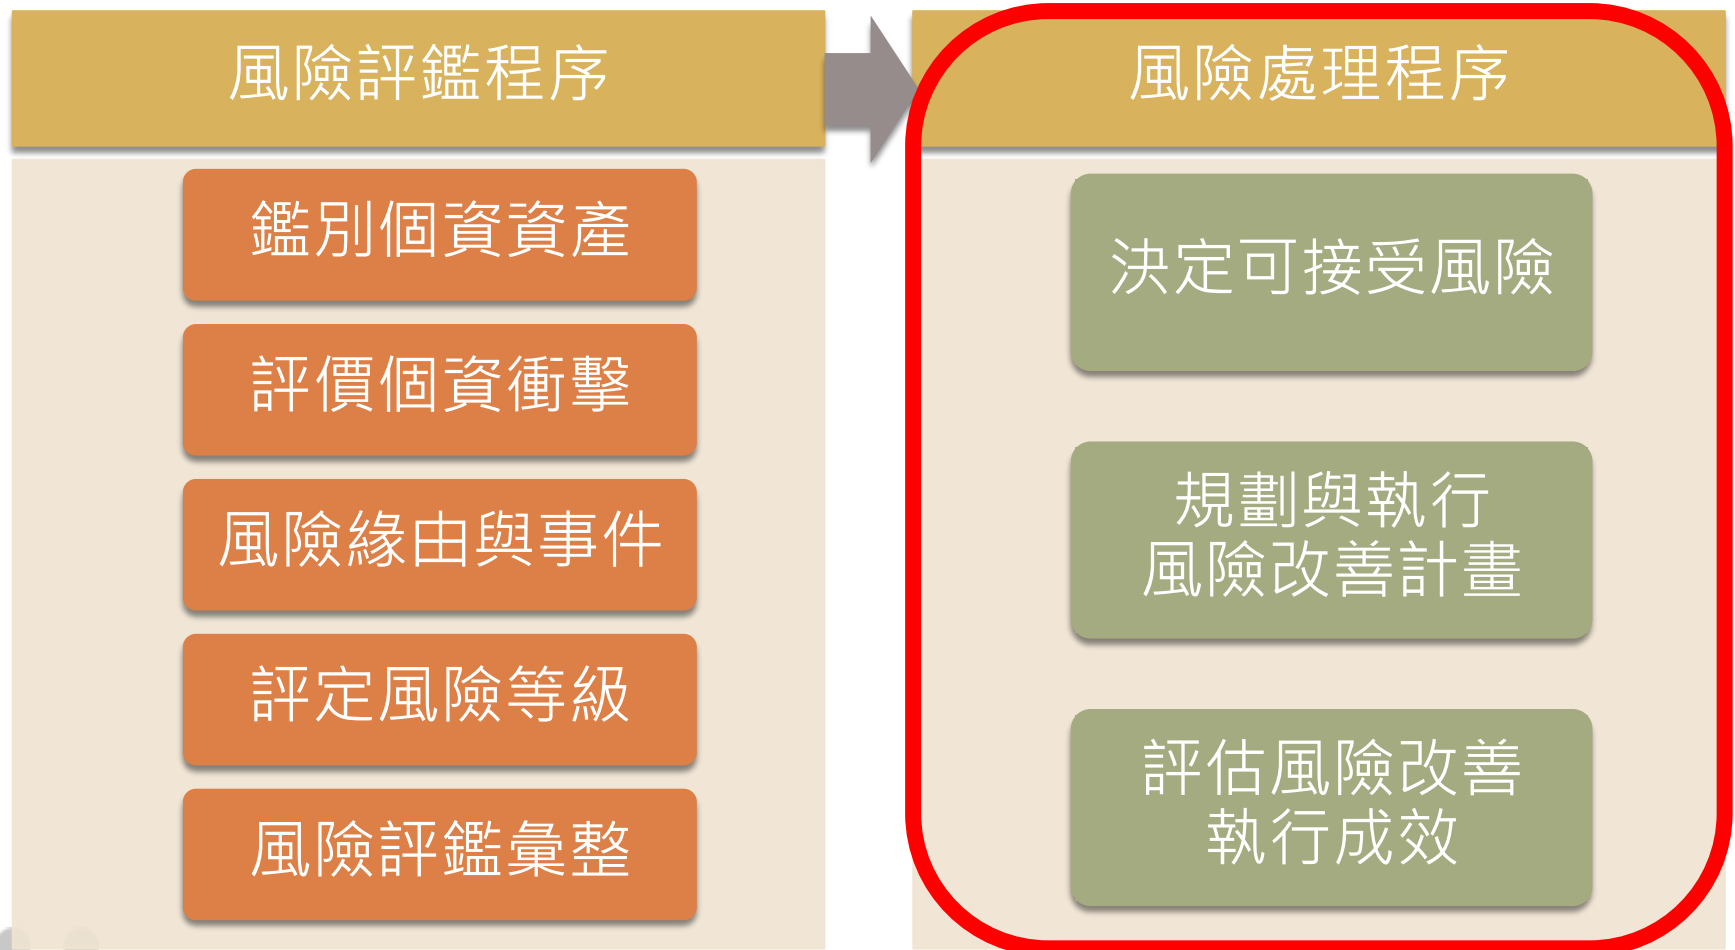 風險評鑑程序
鑑別個資資產
評價個資衝擊
風險緣由與事件
評定風險等級
風險評鑑彙整
風險處理程序
決定可接受風險
規劃與執行
風險改善計畫
評估風險改善
執行成效